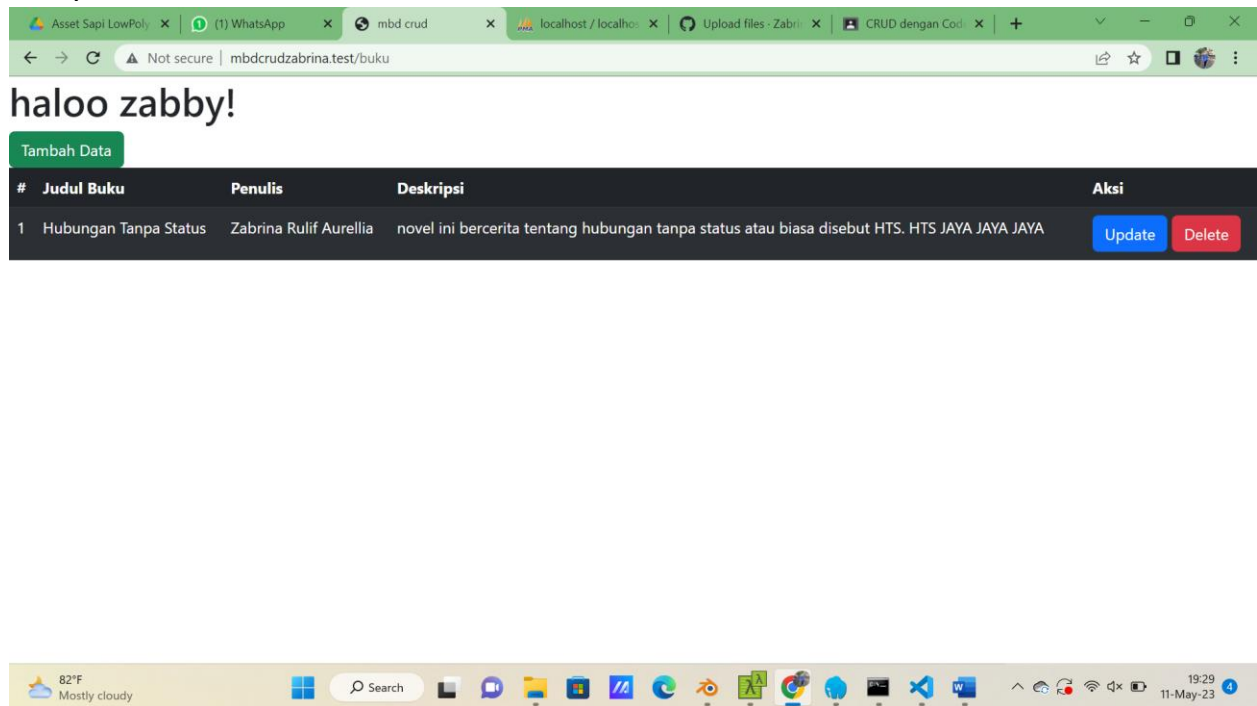 Asset Sapi LowPoly
(1) WhatsApp
mbd crud
localhost / localhos
Upload files · Zabri
CRUD dengan Cod
Not secure | mbdcrudzabrina.test/buku
haloo zabby!
Tambah Data
# Judul Buku Penulis Deskripsi Aksi
1 Hubungan Tanpa Status Zabrina Rulif Aurellia novel ini bercerita tentang hubungan tanpa status atau biasa disebut HTS. HTS JAYA JAYA JAYA Update Delete
82°F
Mostly cloudy
Search
19:29
11-May-23
4